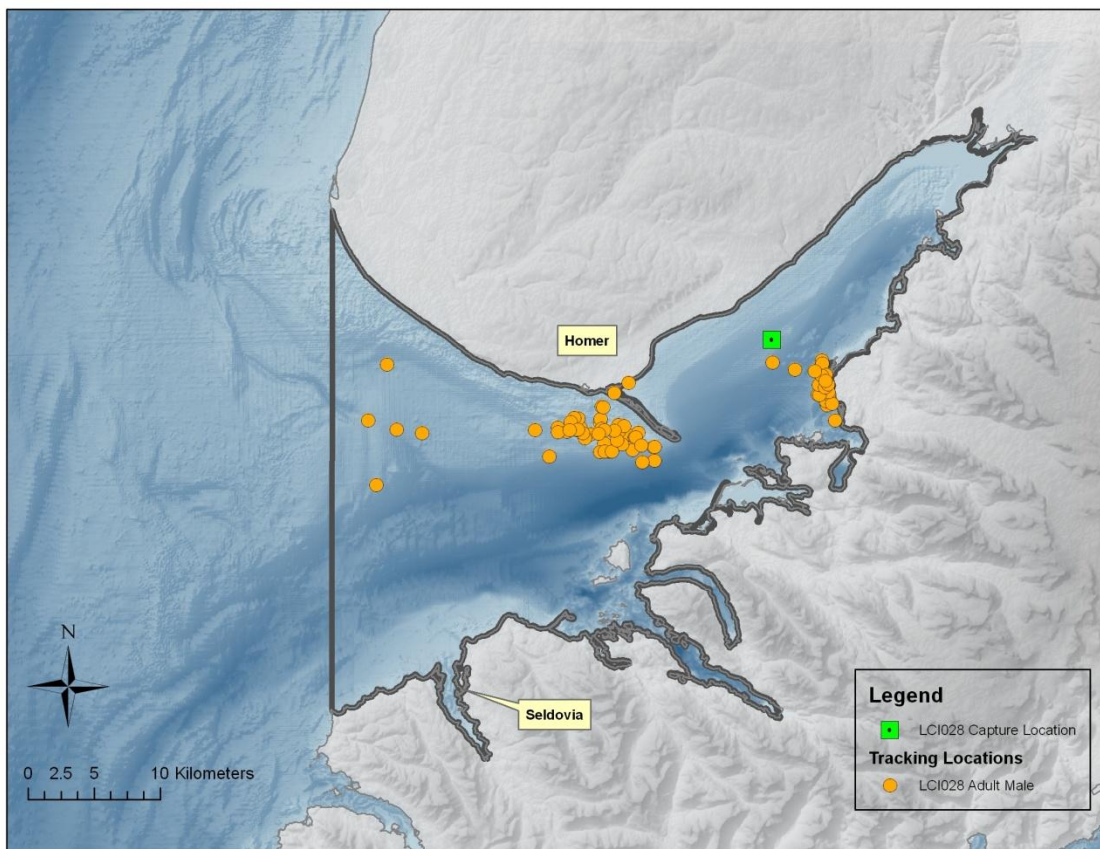 Homer
N
Seldovia
0 2.5 5 10 Kilometers
Legend
LCI028 Capture Location
Tracking Locations
LCI028 Adult Male